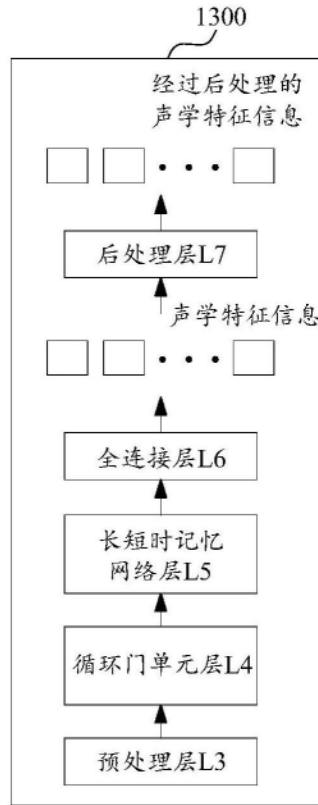 1300
经过后处理的
声学特征信息
后处理层L7
声学特征信息
全连接层L6
长短时记忆
网络层L5
循环门单元层L4
预处理层L3